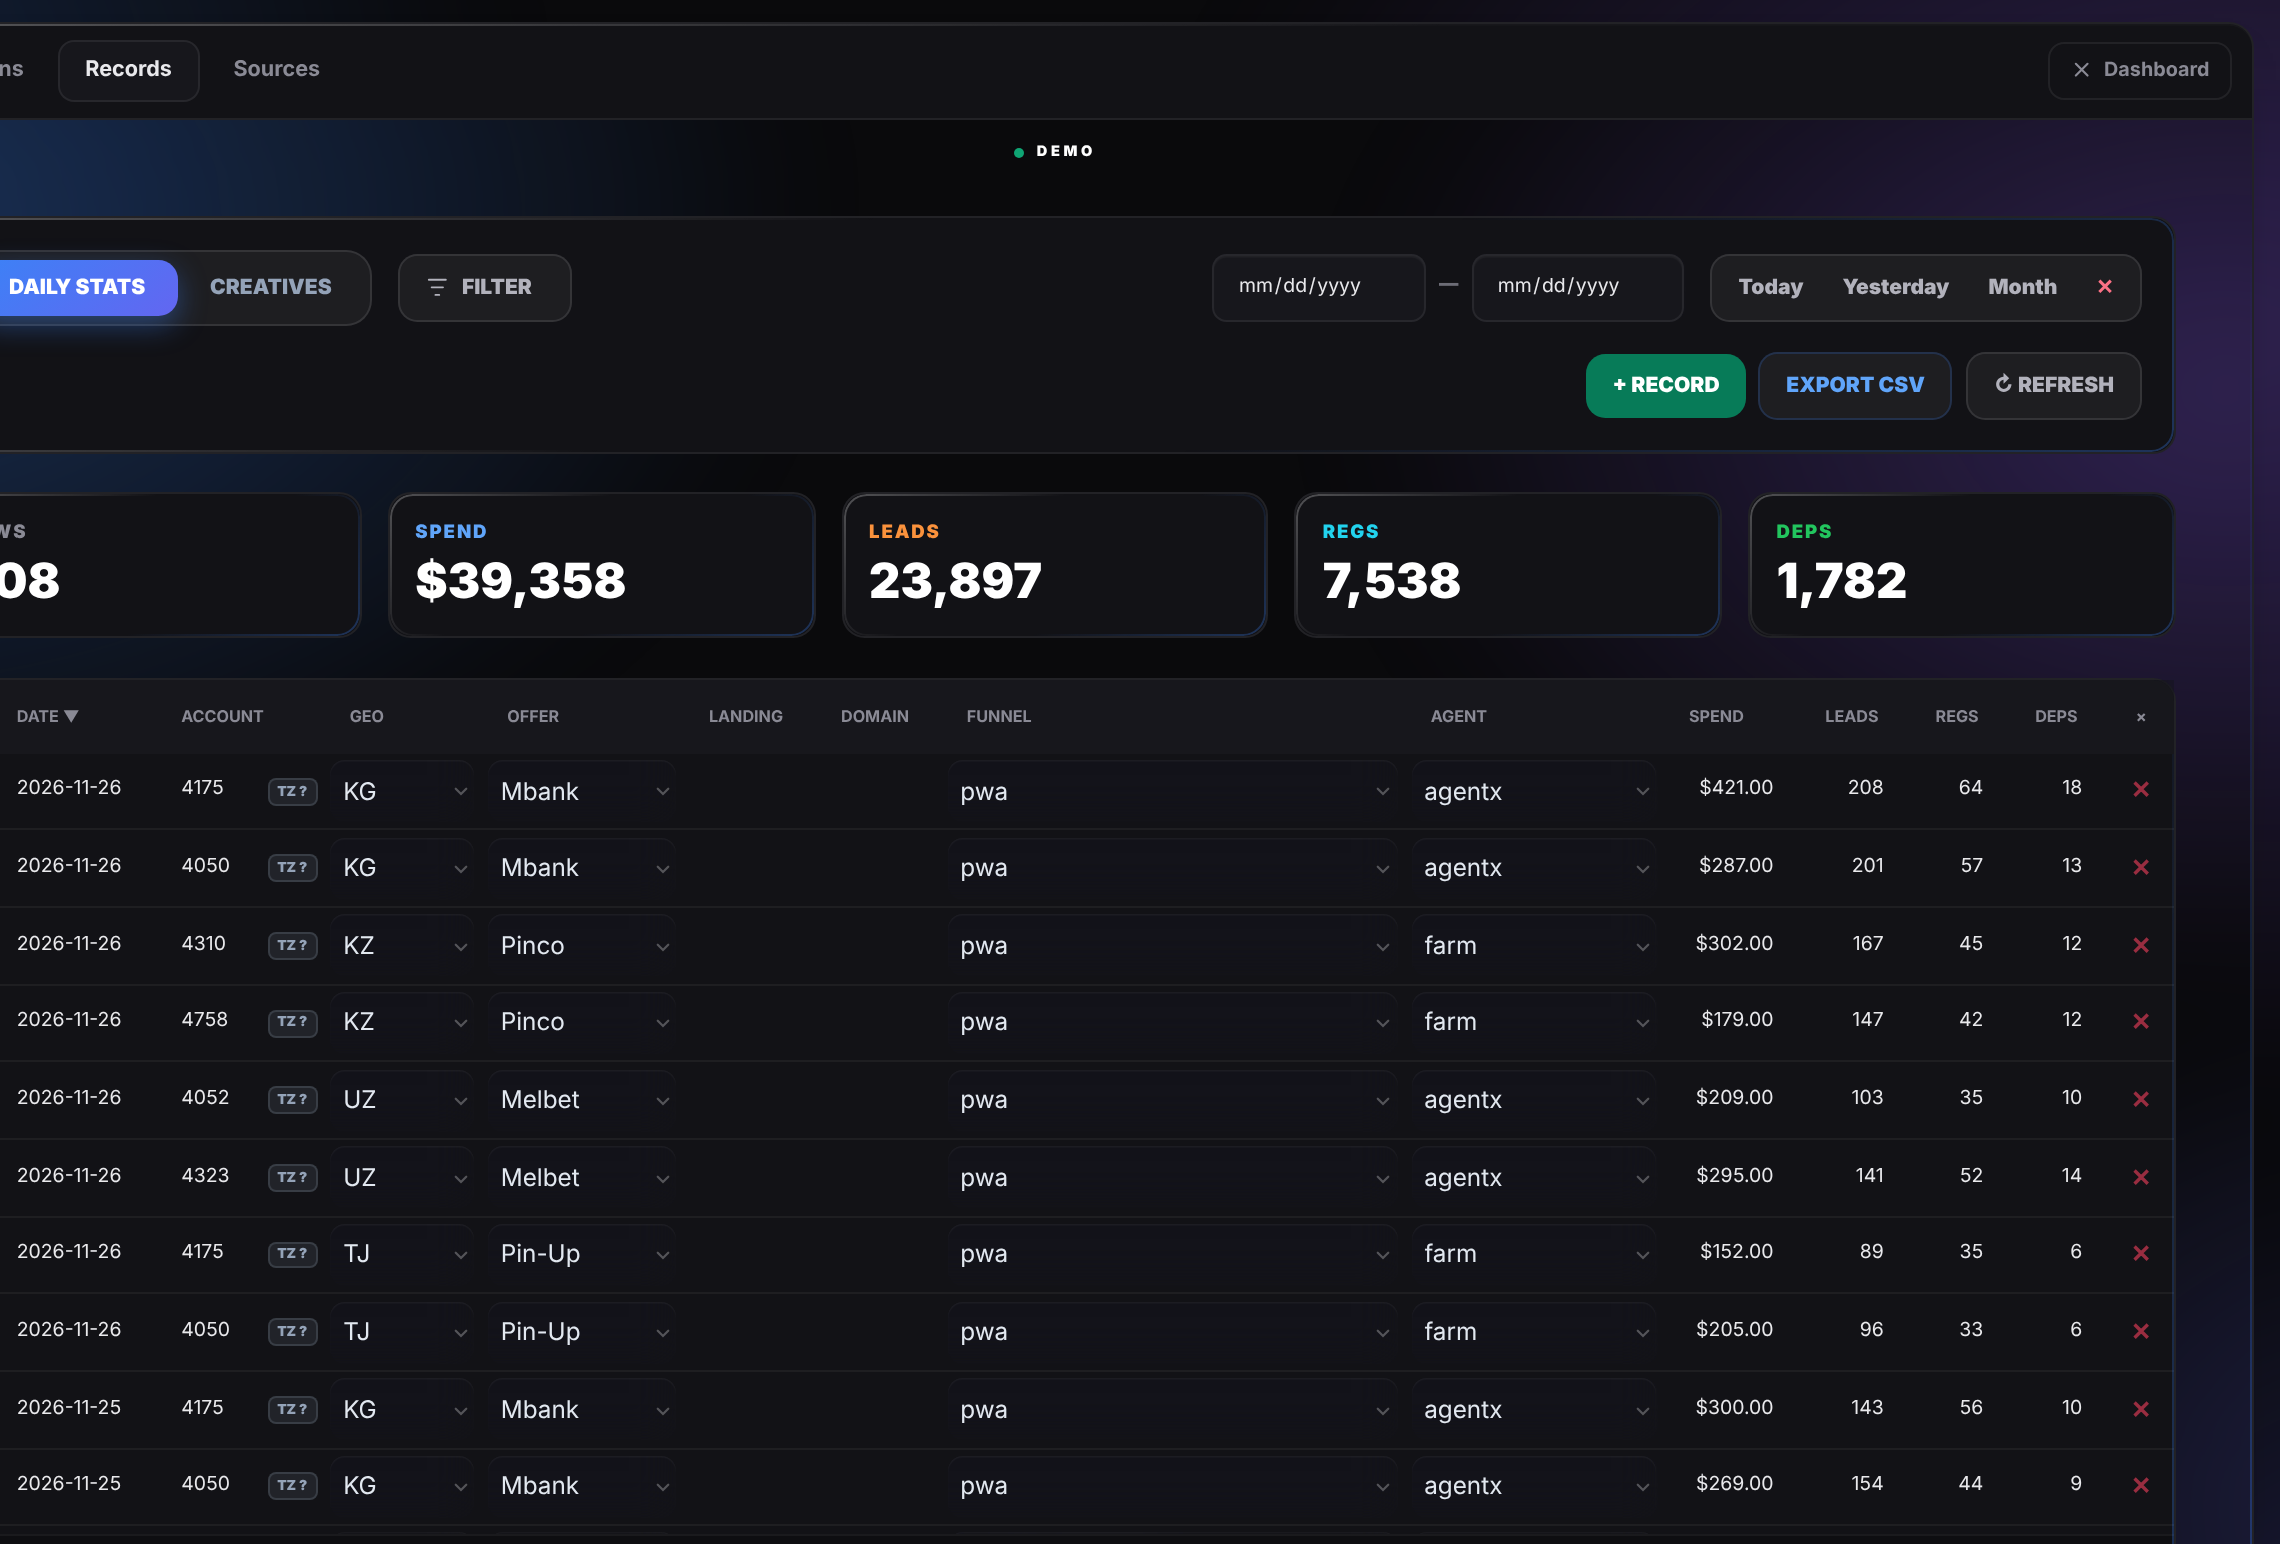 ns Records Sources × Dashboard
DEMO
DAILY STATS CREATIVES FILTER mm/dd/yyyy — mm/dd/yyyy Today Yesterday Month ×
+ RECORD EXPORT CSV ↻ REFRESH
WS SPEND LEADS REGS DEPS
08 $39,358 23,897 7,538 1,782
DATE ▼ ACCOUNT GEO OFFER LANDING DOMAIN FUNNEL AGENT SPEND LEADS REGS DEPS ×
2026-11-26 4175 TZ ? KG Mbank pwa agentx $421.00 208 64 18 ×
2026-11-26 4050 TZ ? KG Mbank pwa agentx $287.00 201 57 13 ×
2026-11-26 4310 TZ ? KZ Pinco pwa farm $302.00 167 45 12 ×
2026-11-26 4758 TZ ? KZ Pinco pwa farm $179.00 147 42 12 ×
2026-11-26 4052 TZ ? UZ Melbet pwa agentx $209.00 103 35 10 ×
2026-11-26 4323 TZ ? UZ Melbet pwa agentx $295.00 141 52 14 ×
2026-11-26 4175 TZ ? TJ Pin-Up pwa farm $152.00 89 35 6 ×
2026-11-26 4050 TZ ? TJ Pin-Up pwa farm $205.00 96 33 6 ×
2026-11-25 4175 TZ ? KG Mbank pwa agentx $300.00 143 56 10 ×
2026-11-25 4050 TZ ? KG Mbank pwa agentx $269.00 154 44 9 ×